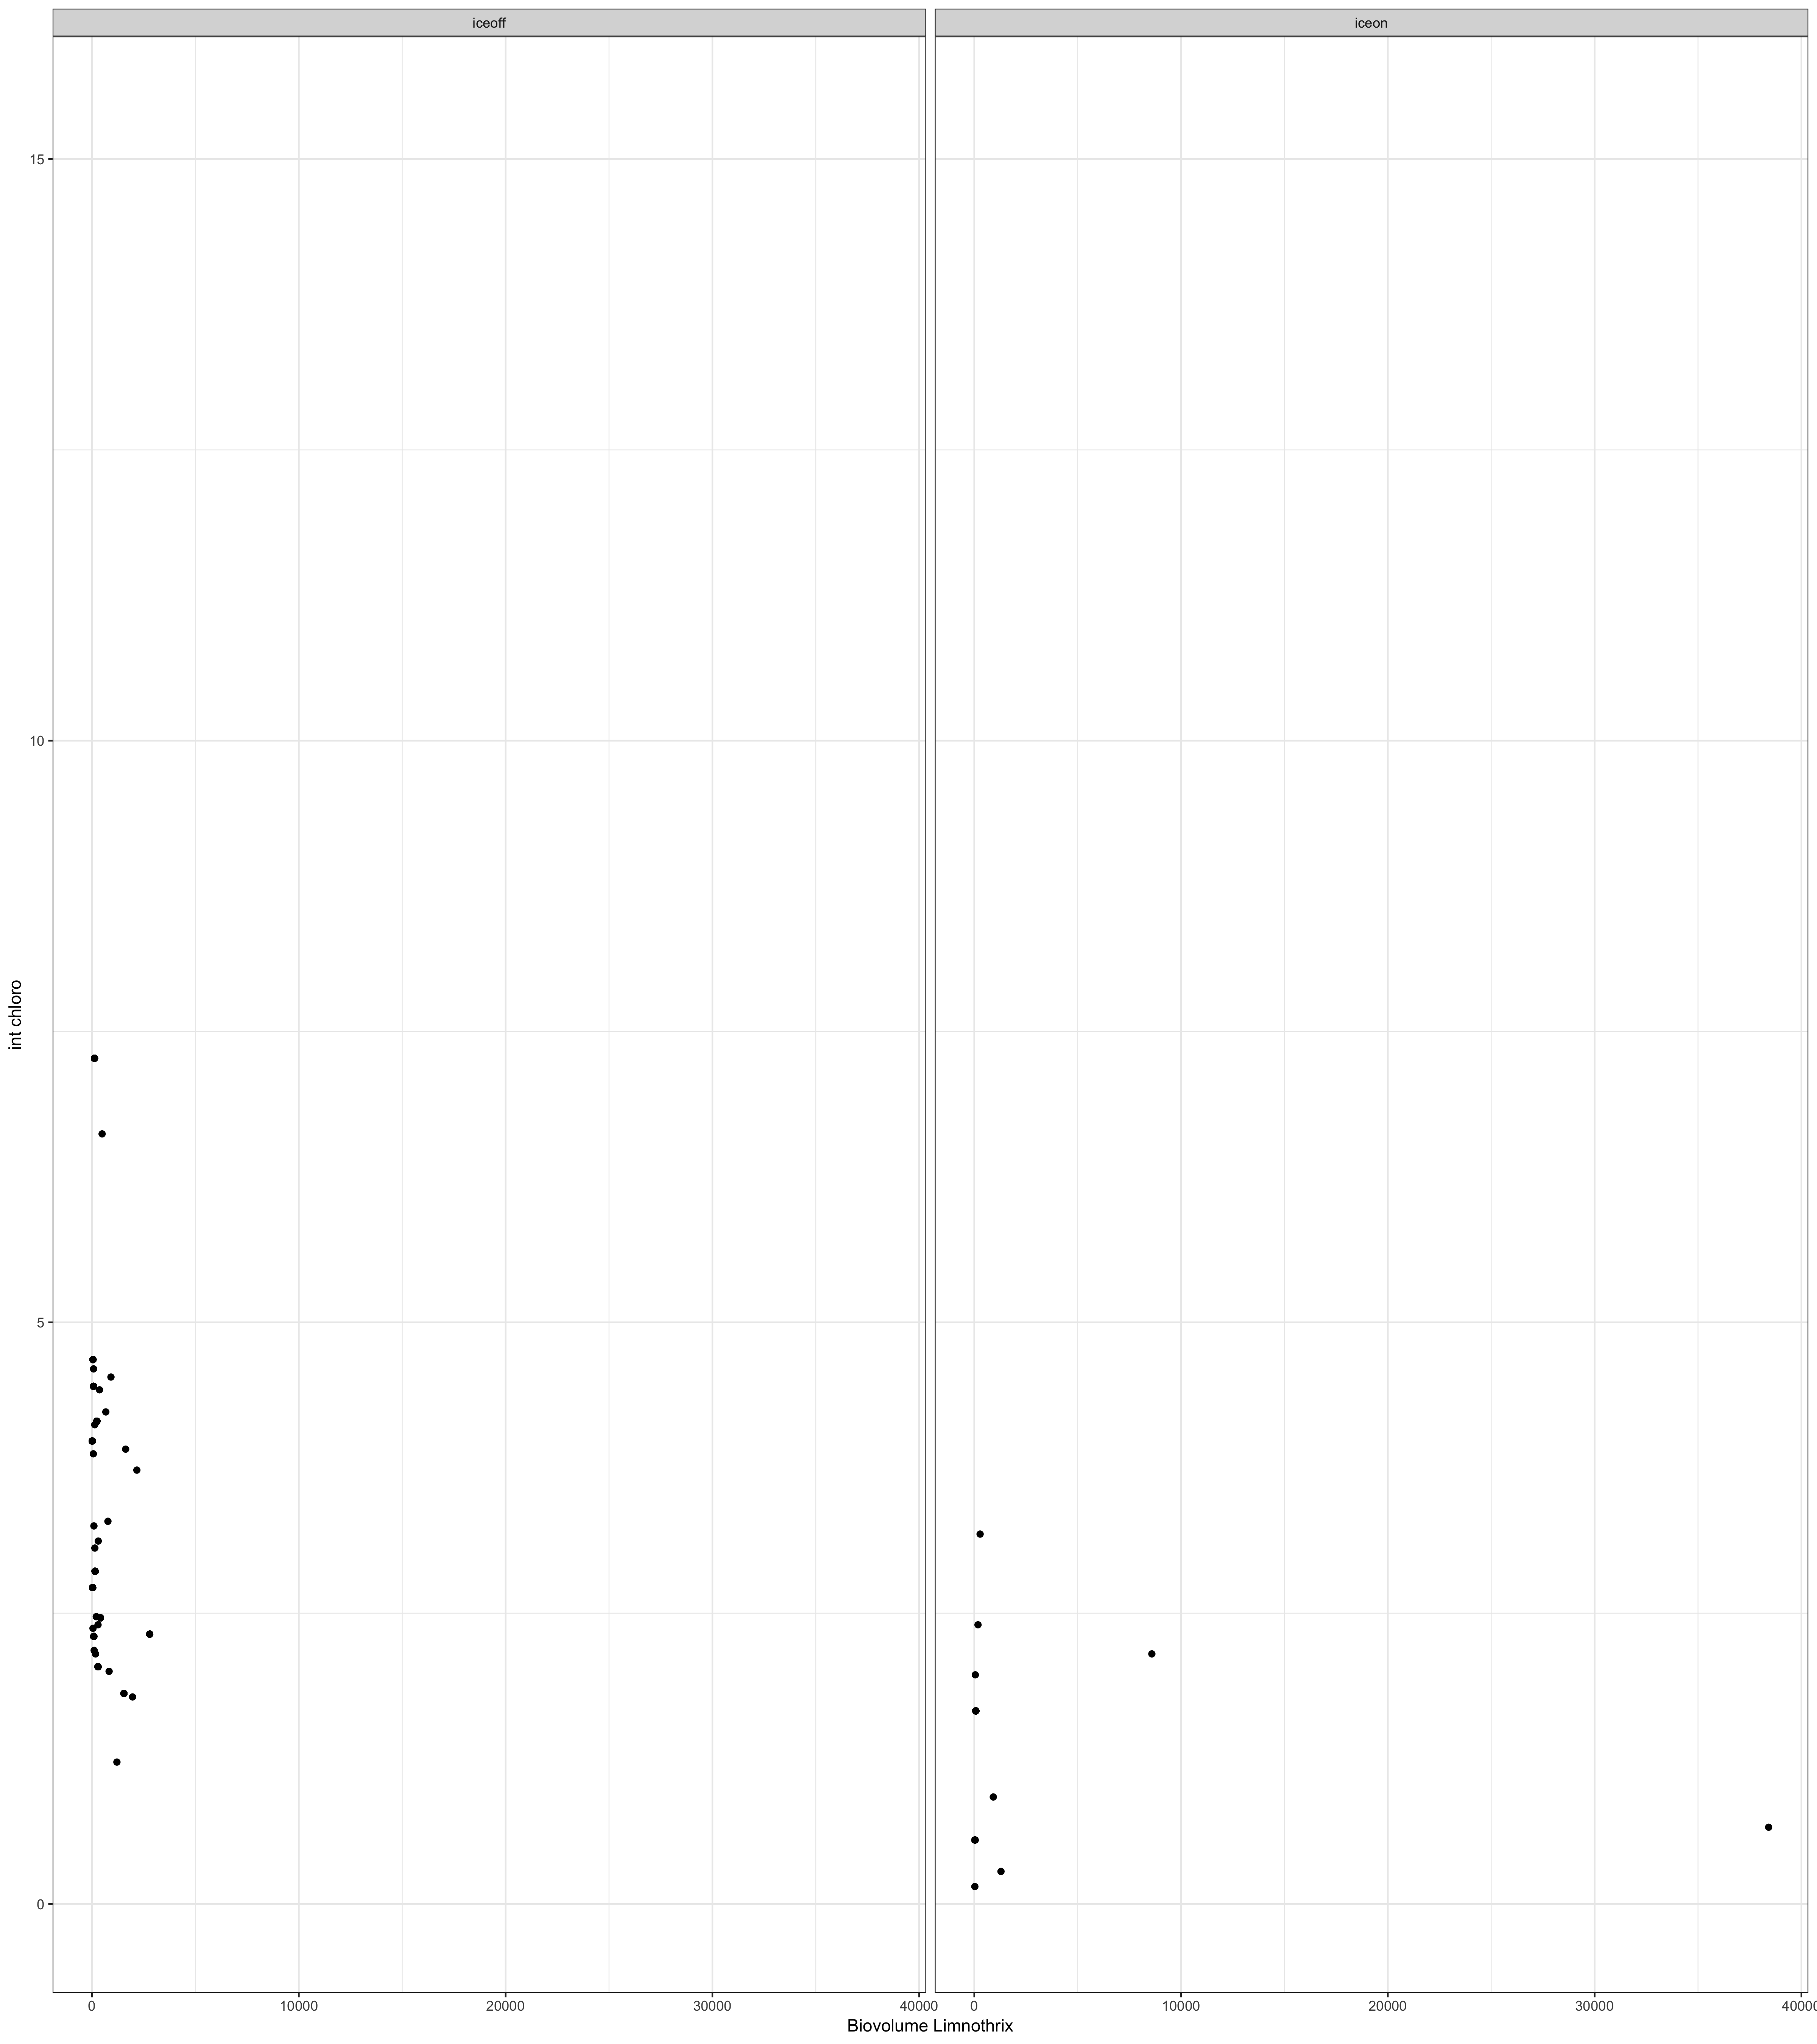 iceoff iceon
15
10
5
0
int chloro
0 10000 20000 30000 40000 0 10000 20000 30000 40000
Biovolume Limnothrix